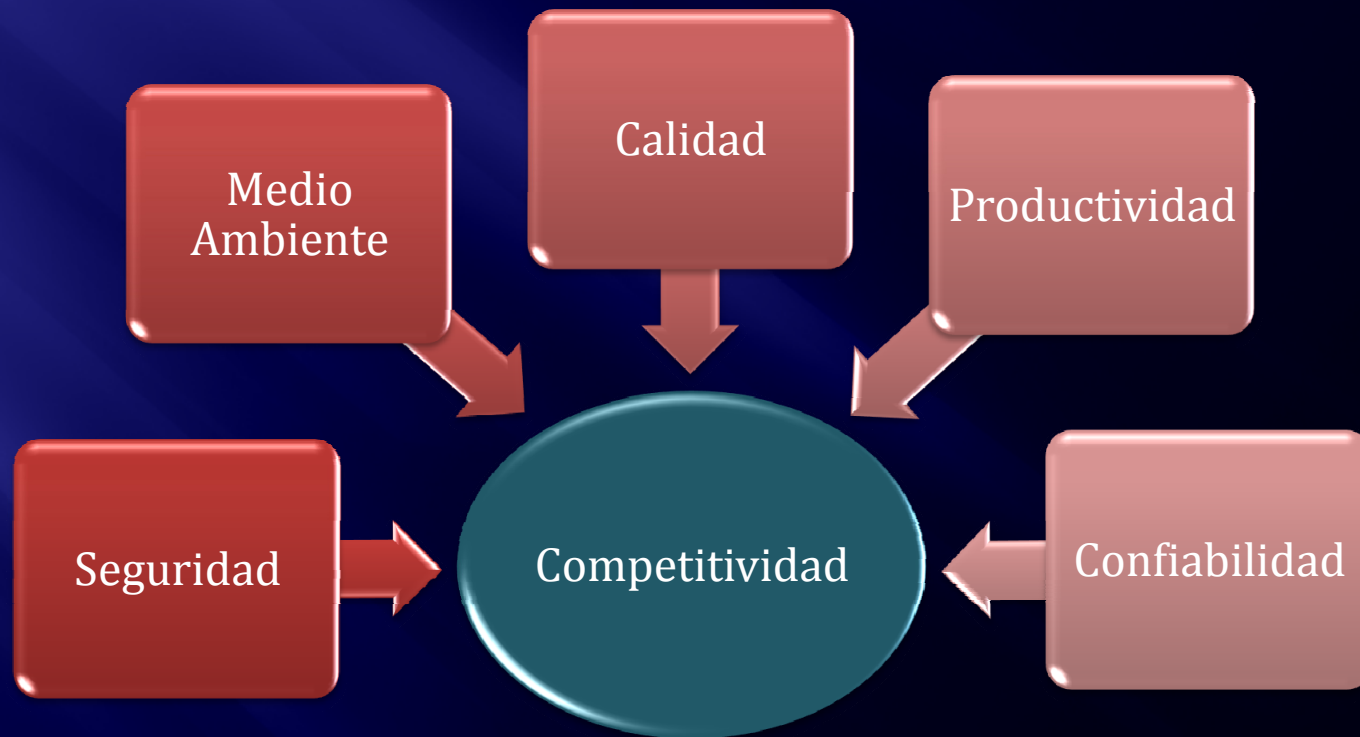 Calidad
Medio
Ambiente
Productividad
Seguridad
Competitividad
Confiabilidad